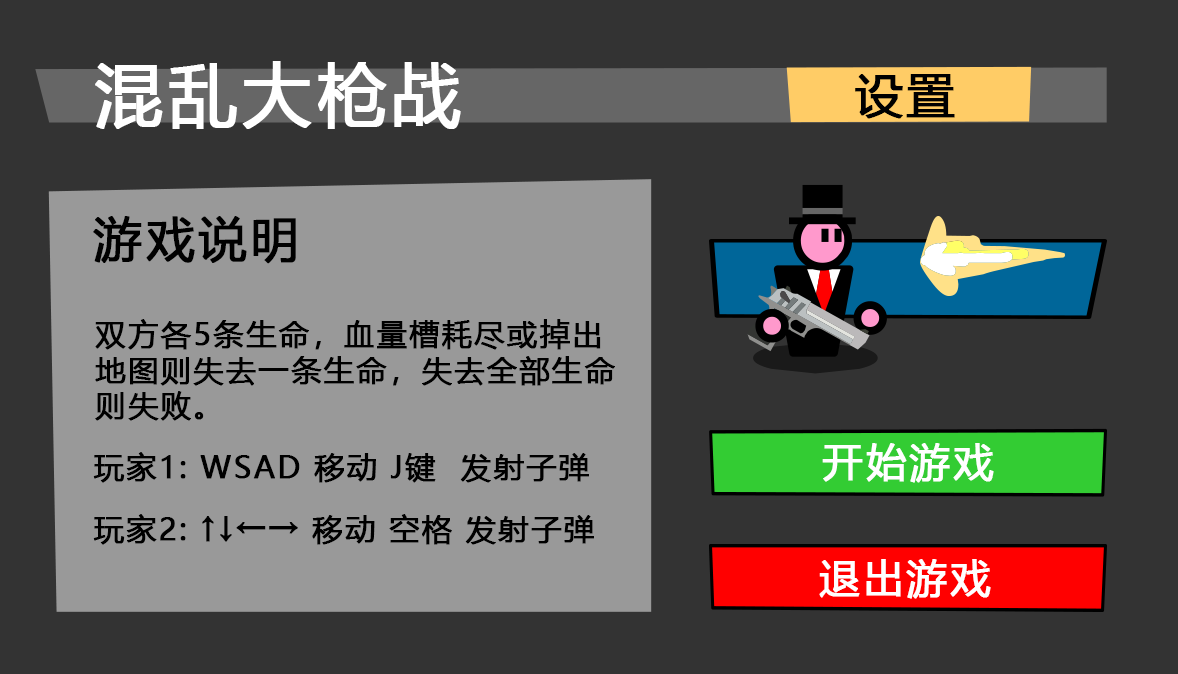 混乱大枪战
设置
游戏说明
双方各5条生命，血量槽耗尽或掉出
地图则失去一条生命，失去全部生命
则失败。
玩家1: WSAD 移动 J键 发射子弹
玩家2: ↑↓←→ 移动 空格 发射子弹
开始游戏
退出游戏